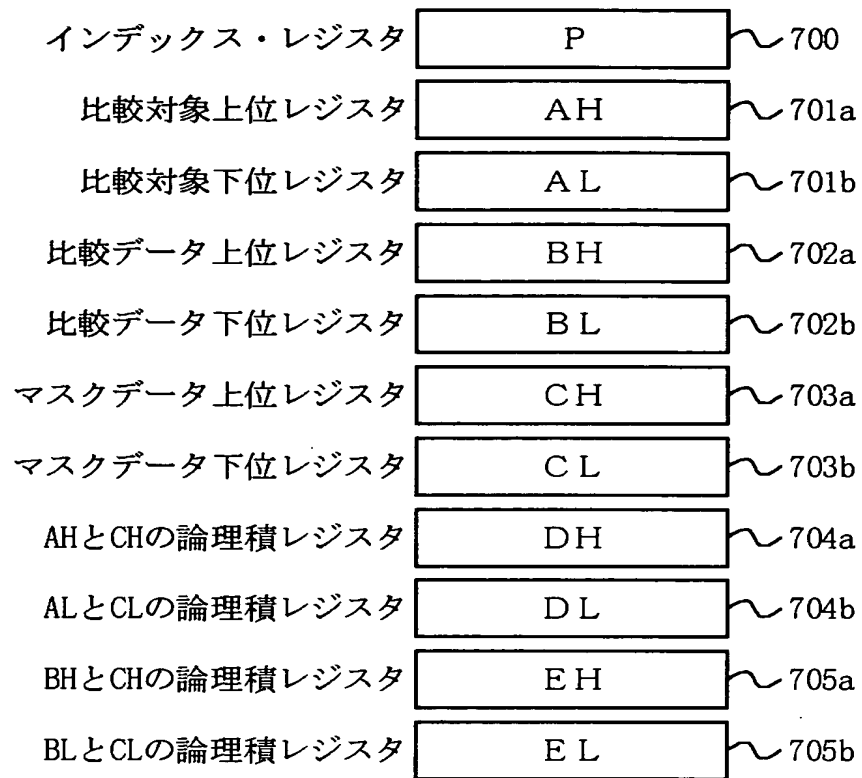 インデックス・レジスタ P 700
比較対象上位レジスタ AH 701a
比較対象下位レジスタ AL 701b
比較データ上位レジスタ BH 702a
比較データ下位レジスタ BL 702b
マスクデータ上位レジスタ CH 703a
マスクデータ下位レジスタ CL 703b
AHとCHの論理積レジスタ DH 704a
ALとCLの論理積レジスタ DL 704b
BHとCHの論理積レジスタ EH 705a
BLとCLの論理積レジスタ EL 705b